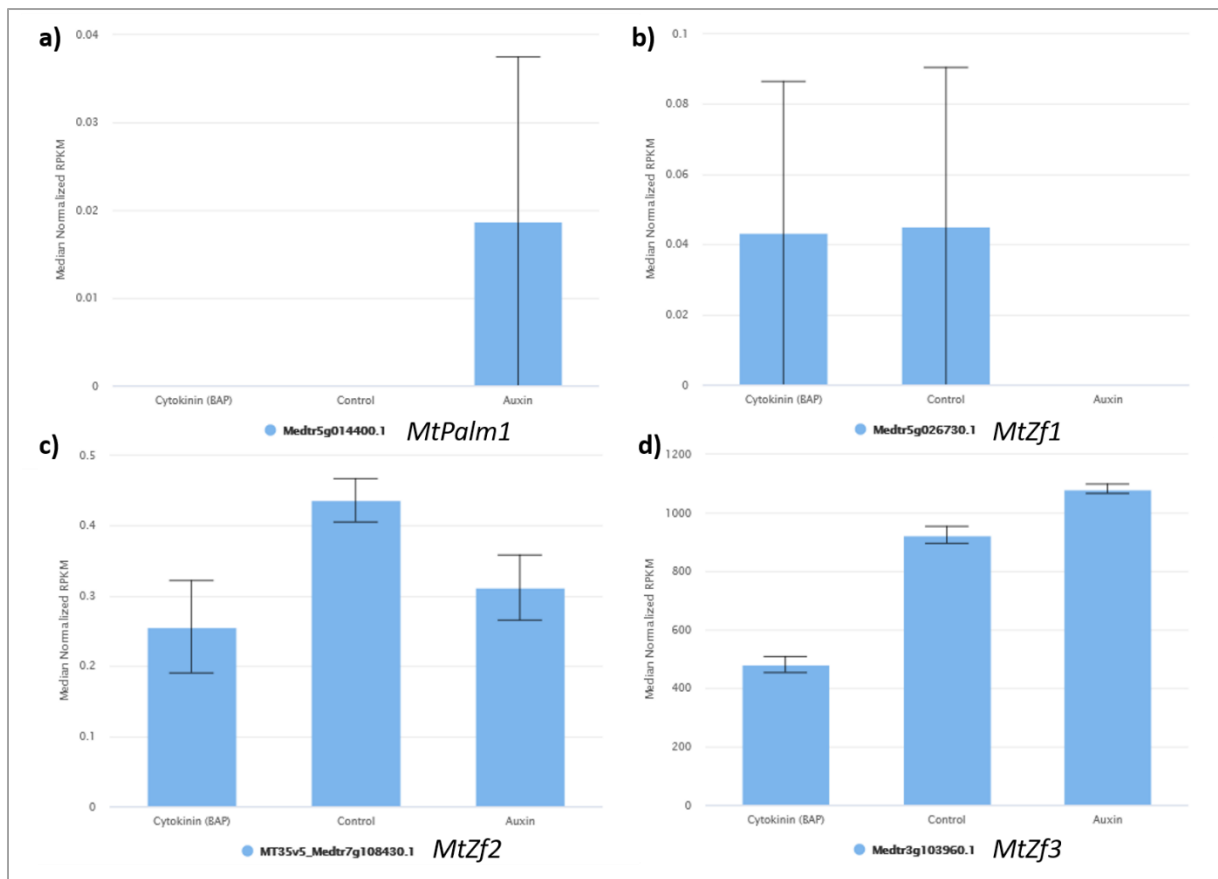 a)
0.04
0.03
0.02
0.01
0
Median Normalized RPKM
Cytokinin (BAP) Control Auxin
Medtr5g014400.1 MtPalm1
b)
0.1
0.08
0.06
0.04
0.02
0
Median Normalized RPKM
Cytokinin (BAP) Control Auxin
Medtr5g026730.1 MtZf1
c)
0.5
0.4
0.3
0.2
0.1
0
Median Normalized RPKM
Cytokinin (BAP) Control Auxin
MT35v5_Medtr7g108430.1 MtZf2
d)
1200
1000
800
600
400
200
0
Median Normalized RPKM
Cytokinin (BAP) Control Auxin
Medtr3g103960.1 MtZf3